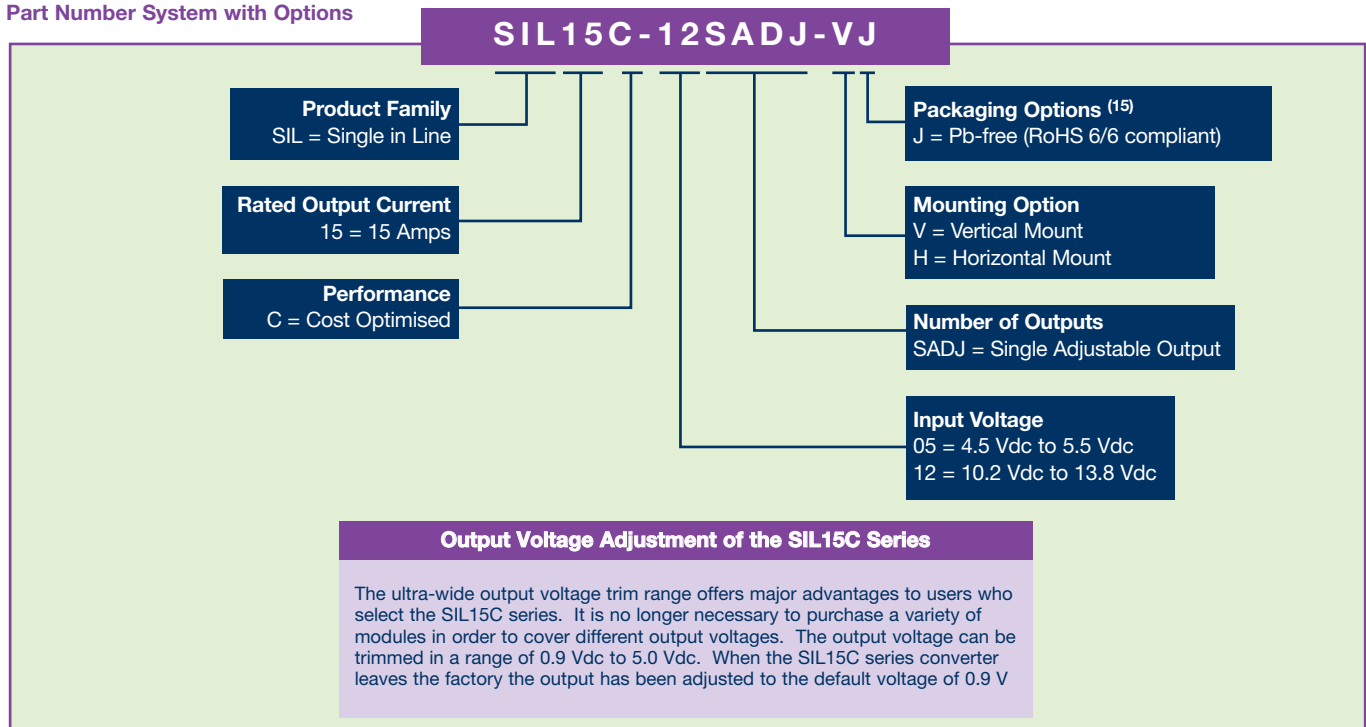 Part Number System with Options
SIL15C-12SADJ-VJ
Product Family
SIL = Single in Line
Rated Output Current
15 = 15 Amps
Performance
C = Cost Optimised
Packaging Options (15)
J = Pb-free (RoHS 6/6 compliant)
Mounting Option
V = Vertical Mount
H = Horizontal Mount
Number of Outputs
SADJ = Single Adjustable Output
Input Voltage
05 = 4.5 Vdc to 5.5 Vdc
12 = 10.2 Vdc to 13.8 Vdc
Output Voltage Adjustment of the SIL15C Series
The ultra-wide output voltage trim range offers major advantages to users who
select the SIL15C series. It is no longer necessary to purchase a variety of
modules in order to cover different output voltages. The output voltage can be
trimmed in a range of 0.9 Vdc to 5.0 Vdc. When the SIL15C series converter
leaves the factory the output has been adjusted to the default voltage of 0.9 V